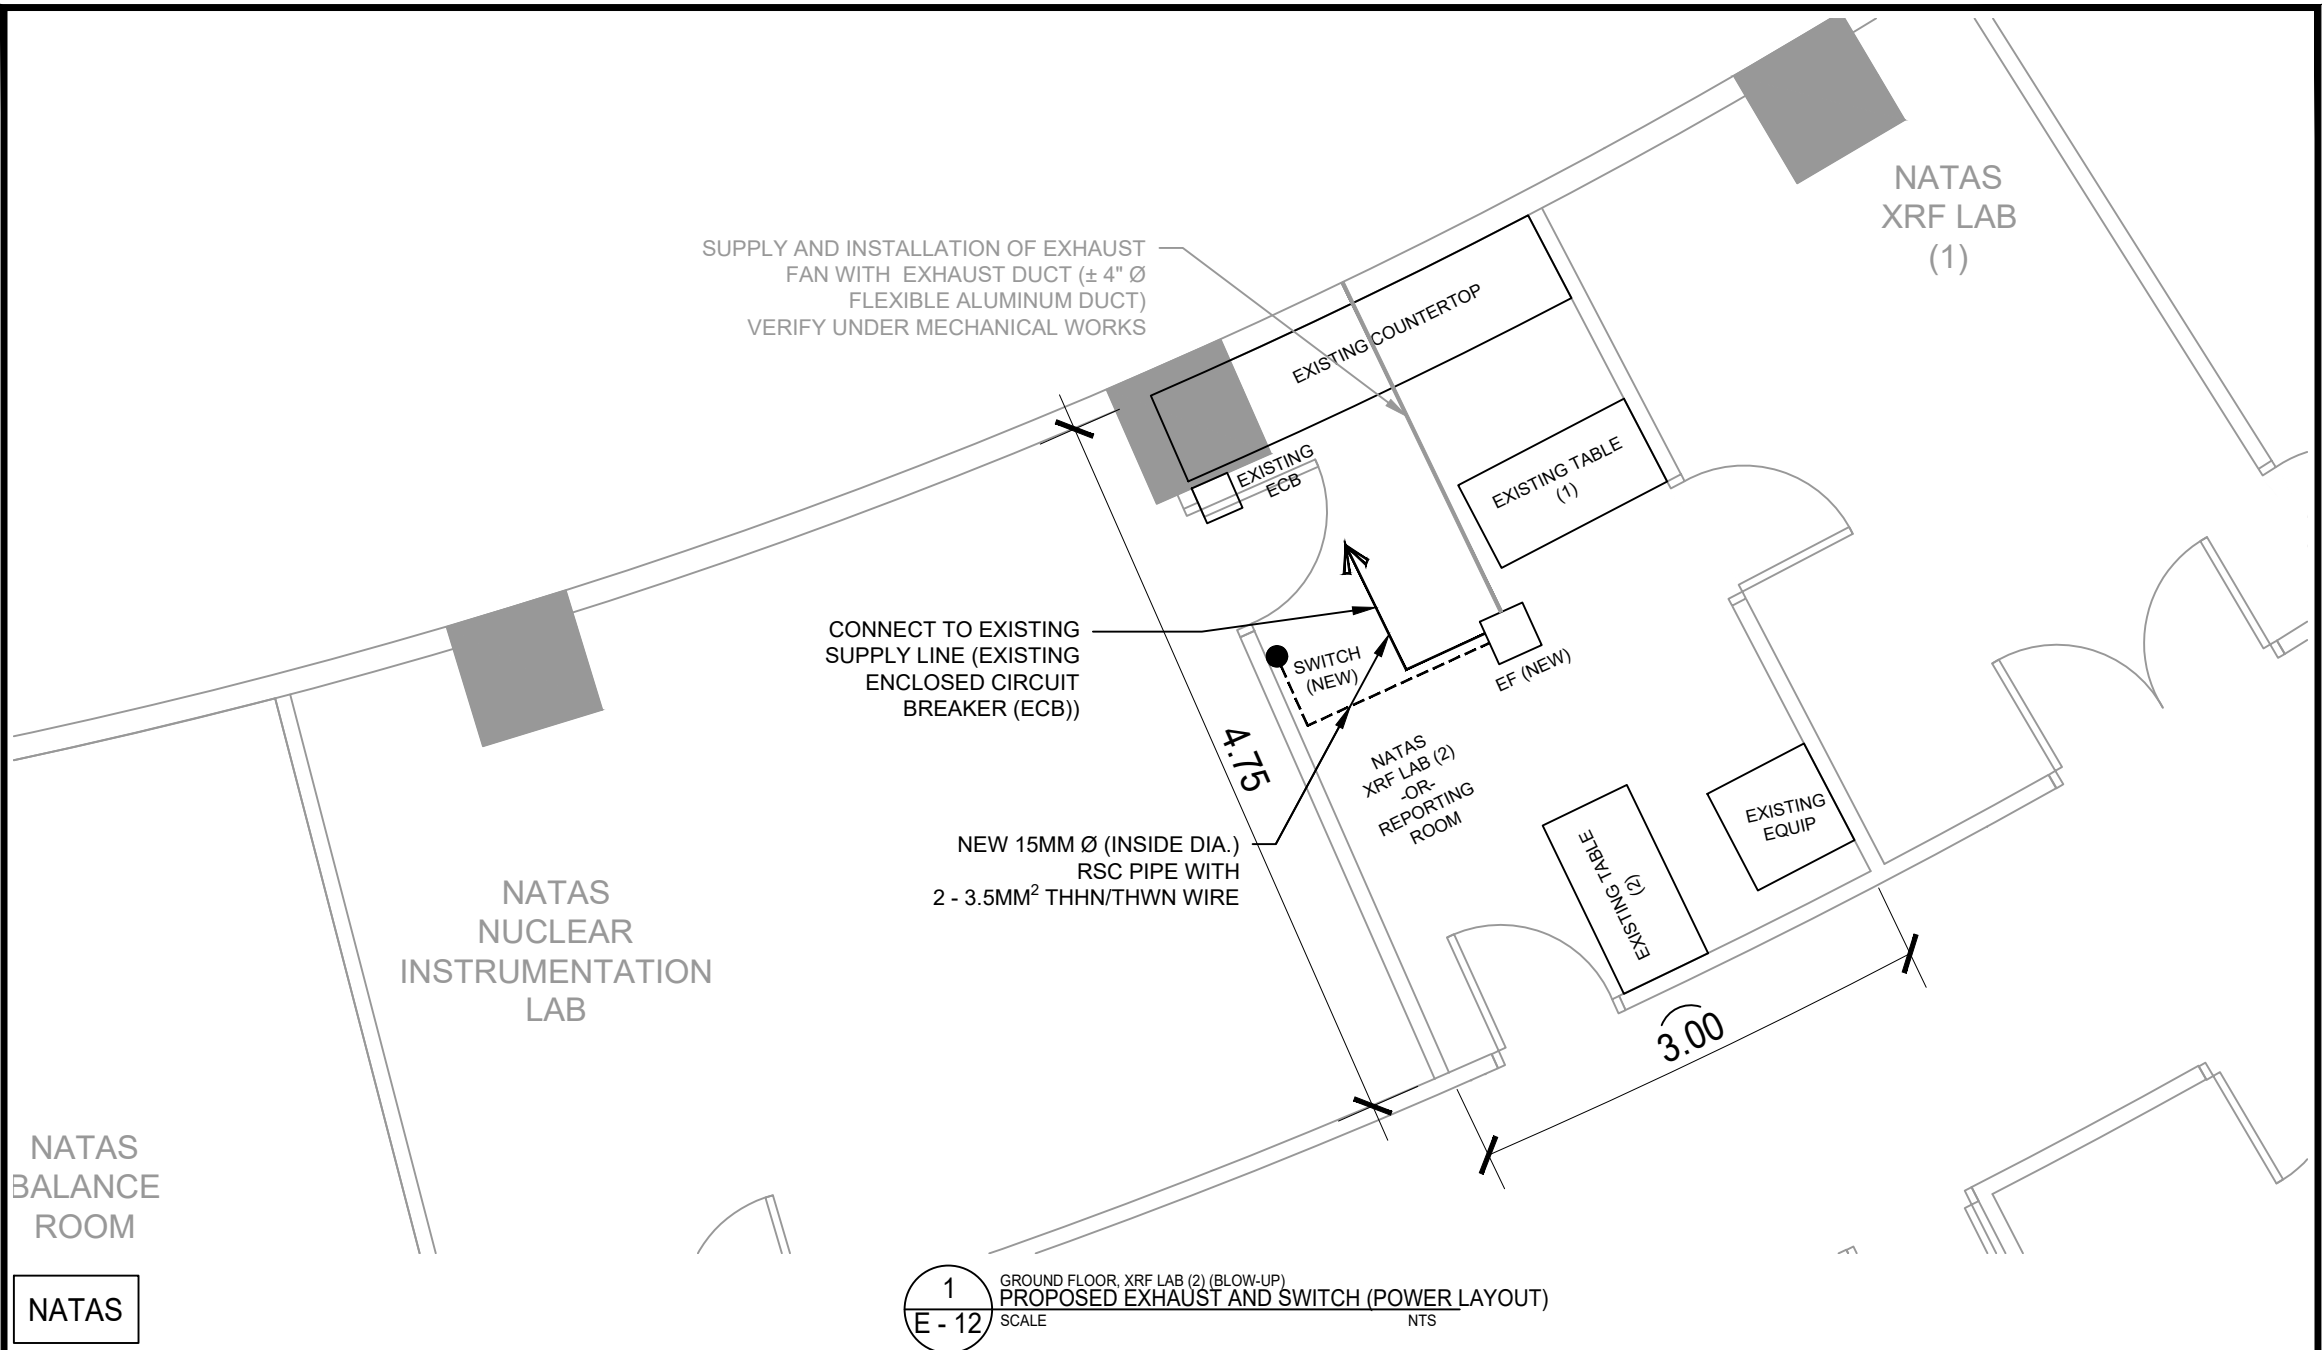 NATAS
XRF LAB
(1)
SUPPLY AND INSTALLATION OF EXHAUST
FAN WITH EXHAUST DUCT (± 4" Ø
FLEXIBLE ALUMINUM DUCT)
VERIFY UNDER MECHANICAL WORKS
EXISTING COUNTERTOP
EXISTING
ECB
EXISTING TABLE
(1)
CONNECT TO EXISTING
SUPPLY LINE (EXISTING
ENCLOSED CIRCUIT
BREAKER (ECB))
SWITCH
(NEW)
EF (NEW)
4.75
NATAS
XRF LAB (2)
-OR-
REPORTING
ROOM
NEW 15MM Ø (INSIDE DIA.)
RSC PIPE WITH
2 - 3.5MM² THHN/THWN WIRE
EXISTING TABLE
(2)
EXISTING
EQUIP
NATAS
NUCLEAR
INSTRUMENTATION
LAB
3.00
NATAS
BALANCE
ROOM
NATAS
1
E - 12
GROUND FLOOR, XRF LAB (2) (BLOW-UP)
PROPOSED EXHAUST AND SWITCH (POWER LAYOUT)
SCALE NTS